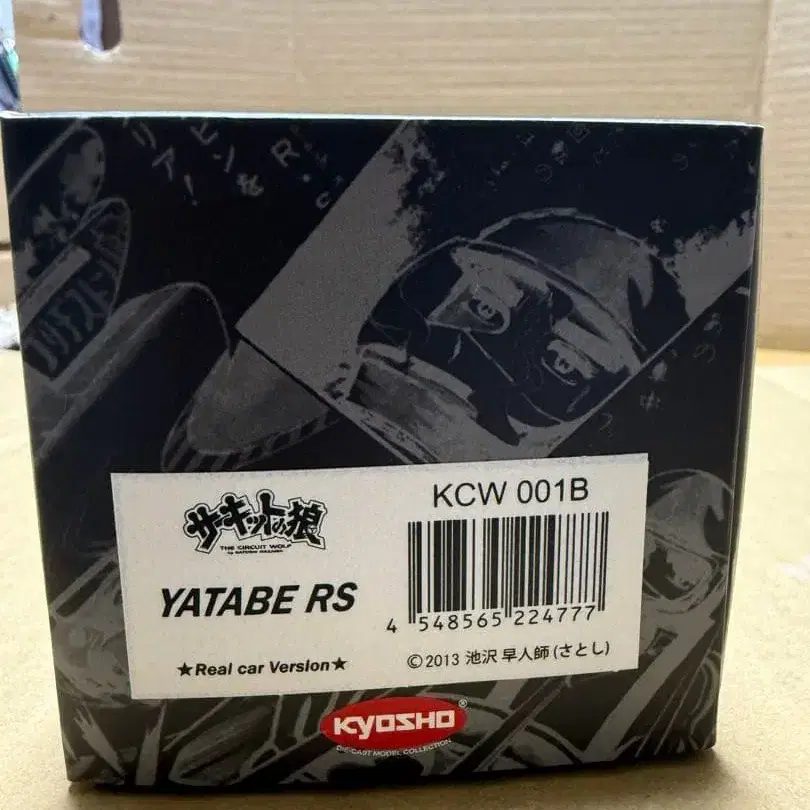 サーキットの狼
THE CIRCUIT WOLF
YATABE RS
★Real car Version★
KCW 001B
4 548565 224777
©2013 池沢 早人師 (さとし)
KYOSHO®
DIE-CAST MODEL COLLECTION